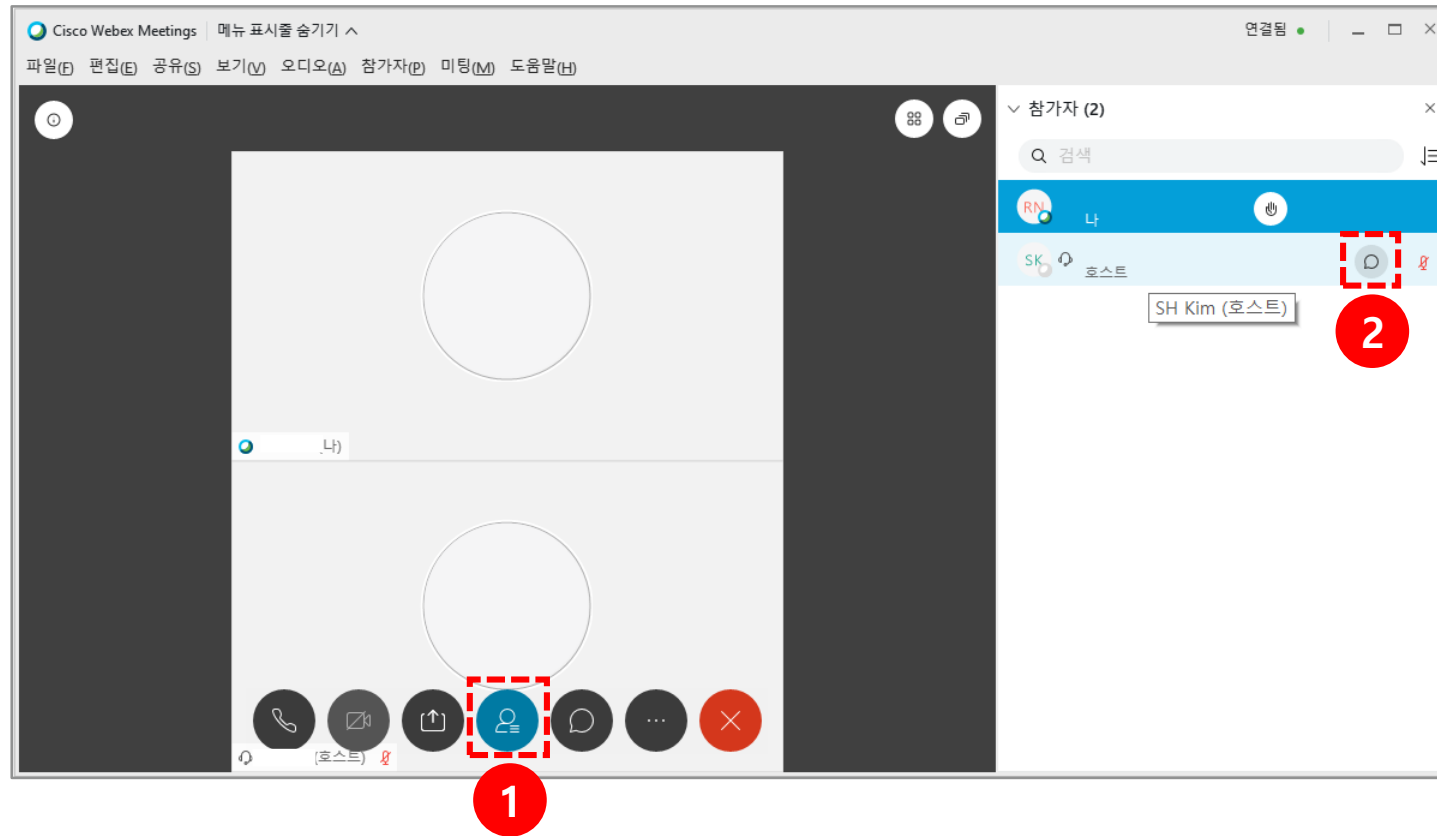 Cisco Webex Meetings 메뉴 표시줄 숨기기 연결됨
파일(F) 편집(E) 공유(S) 보기(V) 오디오(A) 참가자(P) 미팅(M) 도움말(H)
참가자 (2)
검색
RN 나
SK 호스트
SH Kim (호스트)
2
나)
(호스트)
1